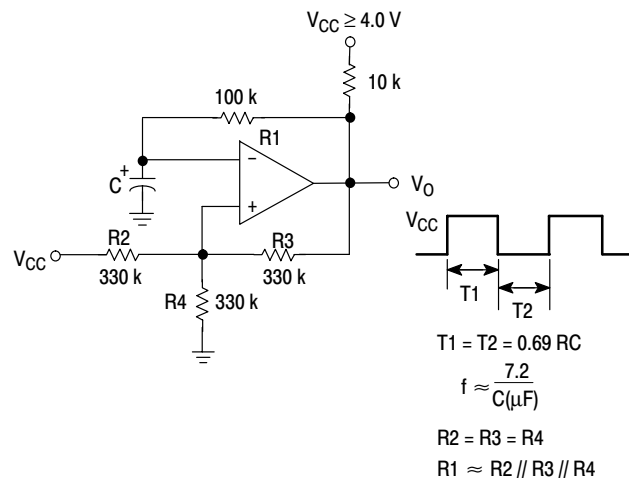 V_CC ≥ 4.0 V
10 k
100 k
R1
−
+
C
+
V_O
V_CC
R2
330 k
R3
330 k
R4
330 k
V_CC
T1
T2
T1 = T2 = 0.69 RC
f ≈ 7.2 / C(µF)
R2 = R3 = R4
R1 ≈ R2 // R3 // R4